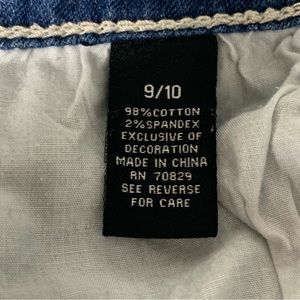 9/10
98%COTTON
2%SPANDEX
EXCLUSIVE OF
DECORATION
MADE IN CHINA
RN 70829
SEE REVERSE
FOR CARE